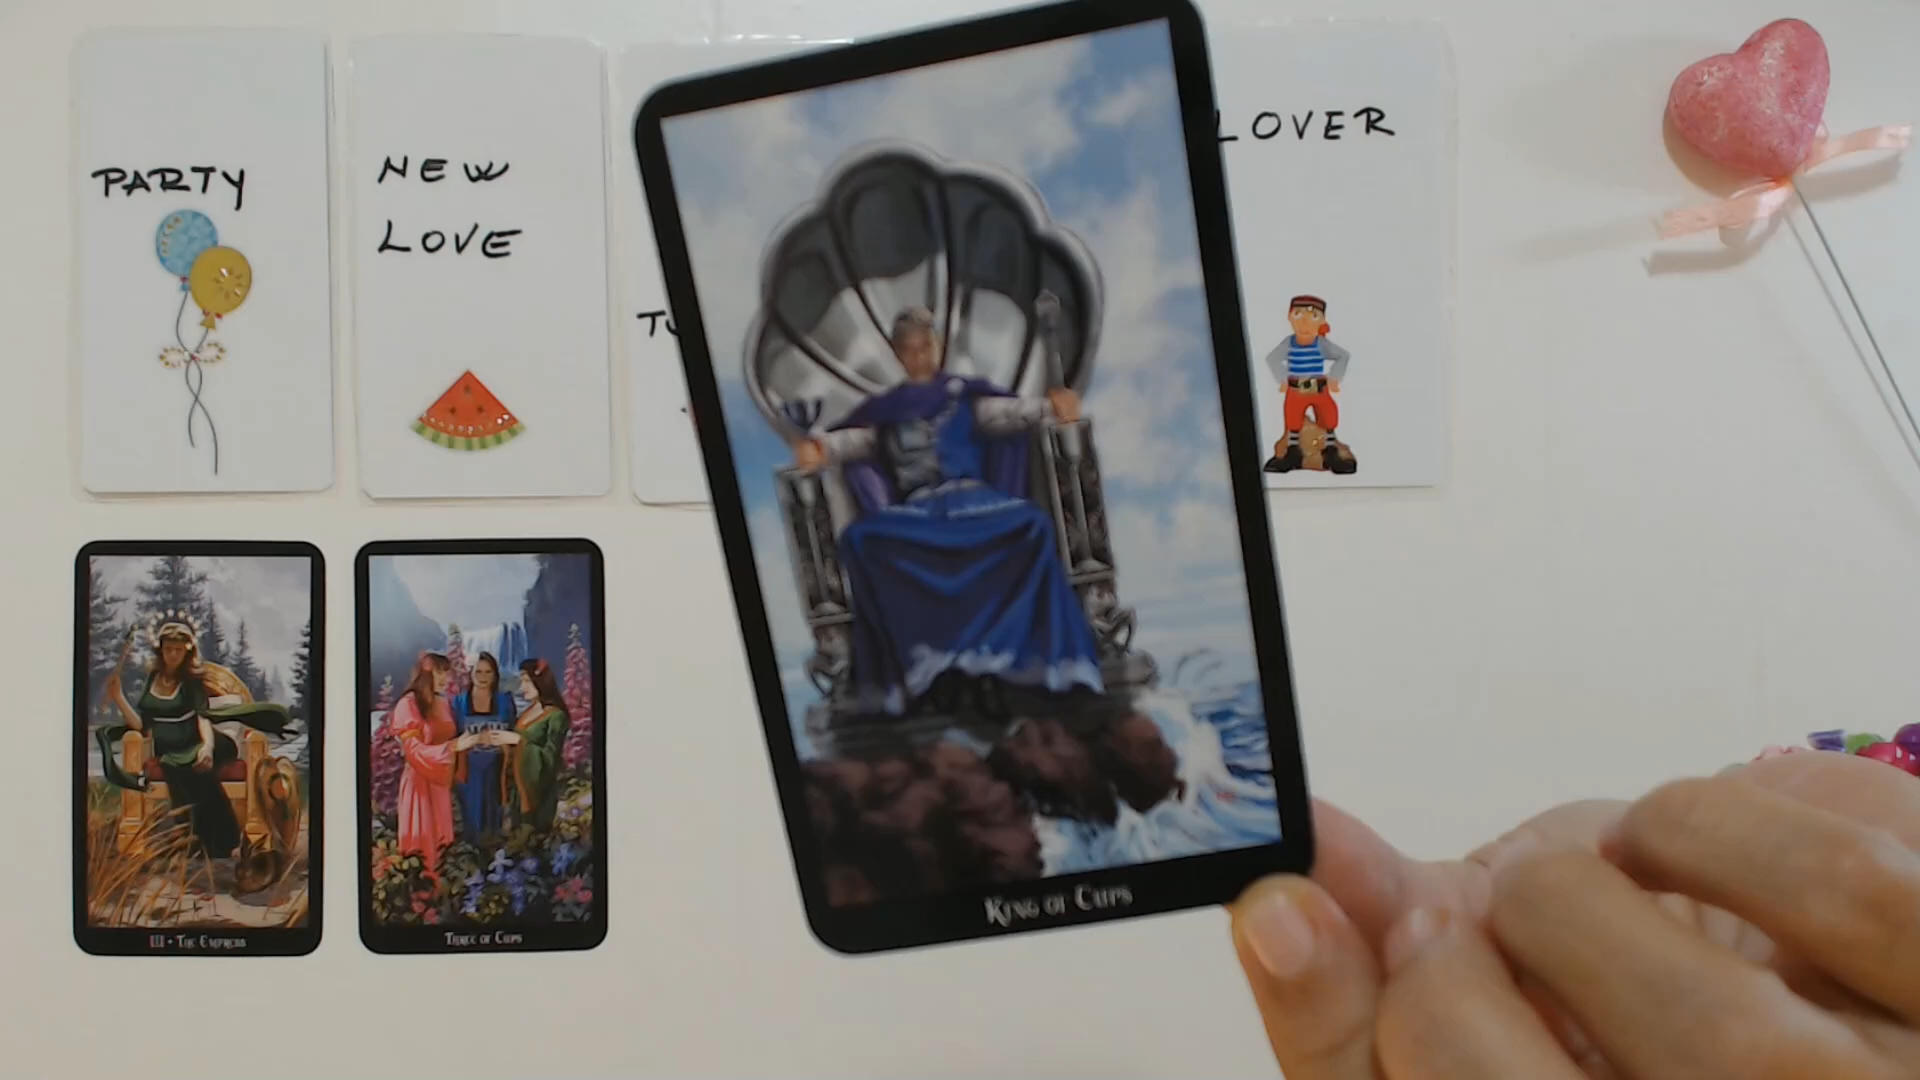 PARTY
NEW
LOVE
LOVER
KING OF CUPS
III • THE EMPRESS
THREE OF CUPS